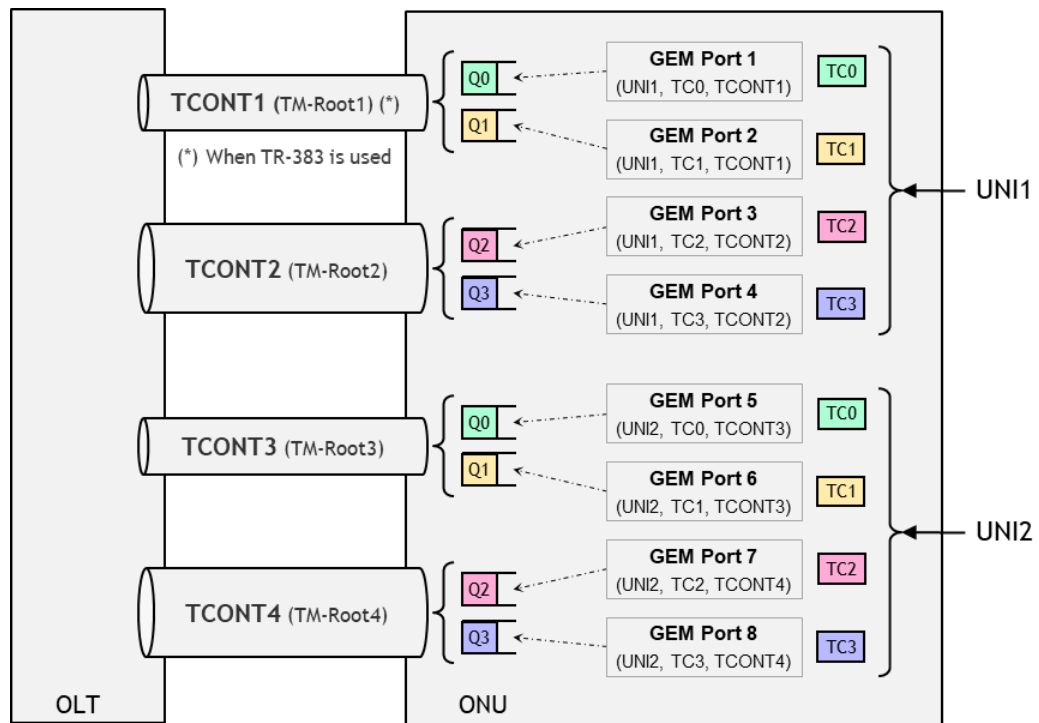 TCONT1 (TM-Root1) (*)
(*) When TR-383 is used
Q0
Q1
GEM Port 1
(UNI1, TC0, TCONT1)
TC0
GEM Port 2
(UNI1, TC1, TCONT1)
TC1
TCONT2 (TM-Root2)
Q2
Q3
GEM Port 3
(UNI1, TC2, TCONT2)
TC2
GEM Port 4
(UNI1, TC3, TCONT2)
TC3
UNI1
TCONT3 (TM-Root3)
Q0
Q1
GEM Port 5
(UNI2, TC0, TCONT3)
TC0
GEM Port 6
(UNI2, TC1, TCONT3)
TC1
TCONT4 (TM-Root4)
Q2
Q3
GEM Port 7
(UNI2, TC2, TCONT4)
TC2
GEM Port 8
(UNI2, TC3, TCONT4)
TC3
UNI2
OLT
ONU